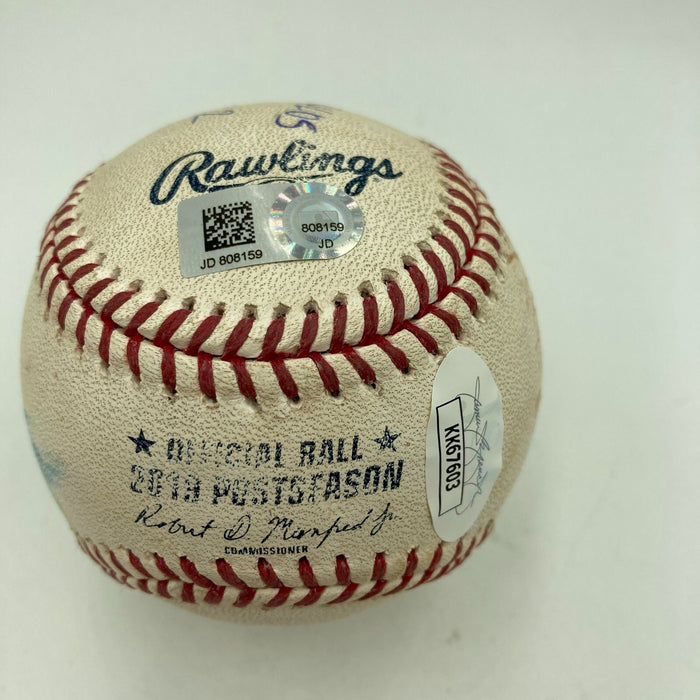 Rawlings
JD 808159
808159
JD
OFFICIAL BALL
2019 POSTSEASON
Robert D. Manfred Jr.
COMMISSIONER
KK67603